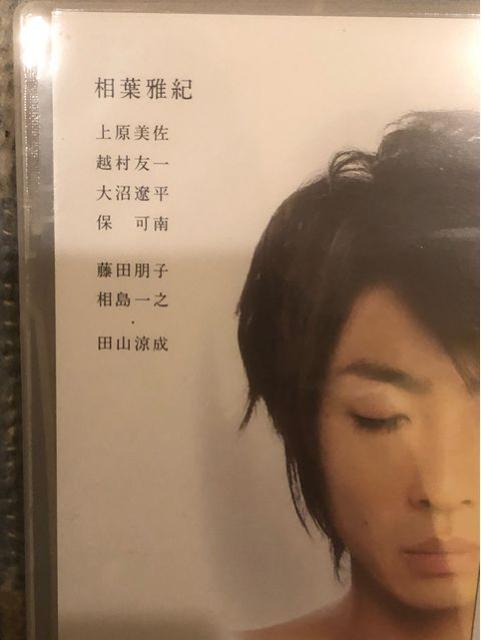 相葉雅紀
上原美佐
越村友一
大沼遼平
保　可南
藤田朋子
相島一之
・
田山涼成